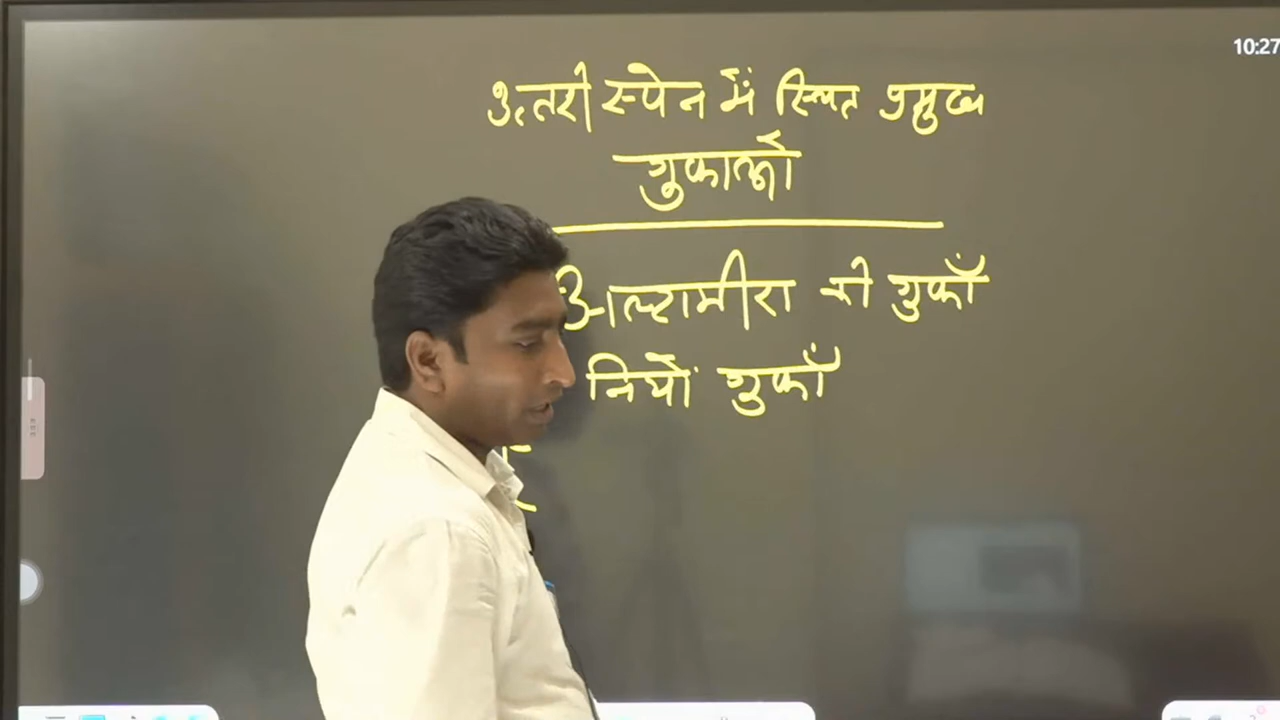 10:27
उत्तरी स्पेन में स्थित प्रमुख
गुफाओं
आल्टामीरा की गुफाएँ
गुफाएँ